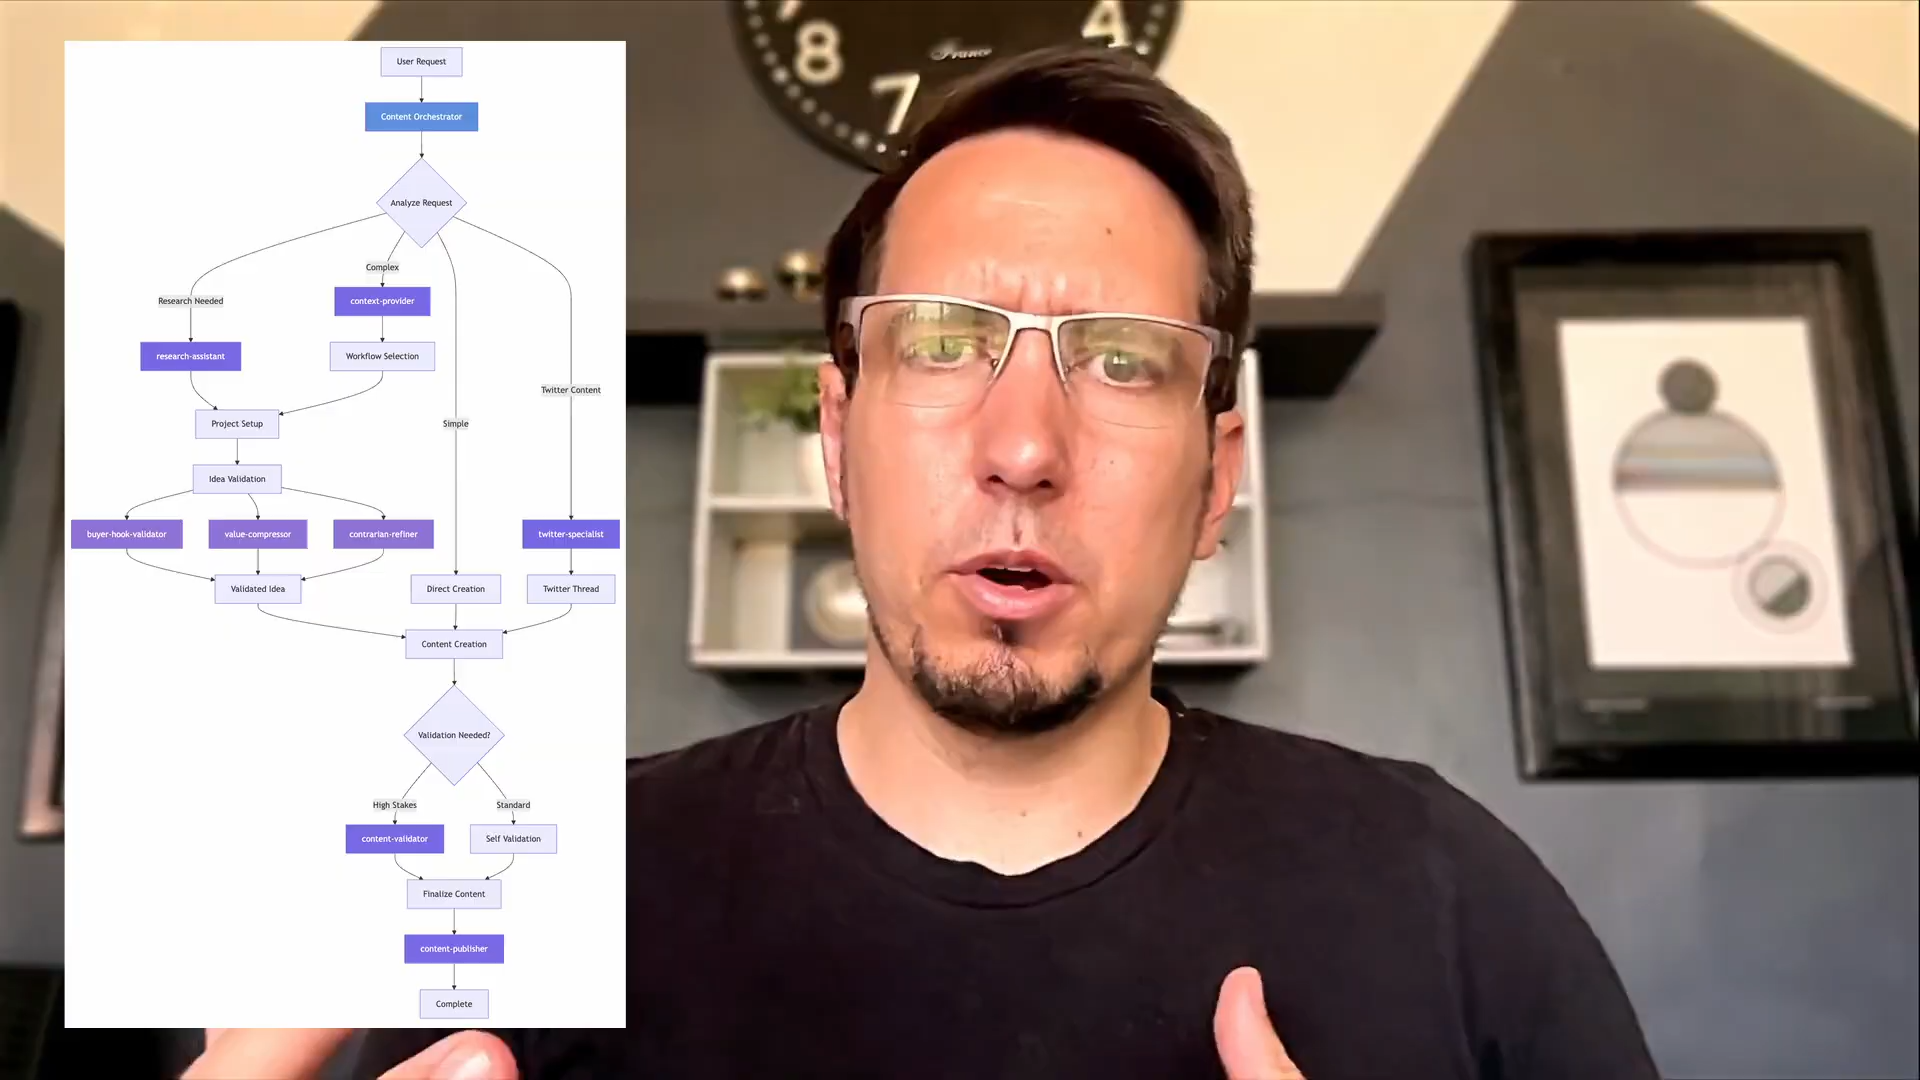 User Request
Content Orchestrator
Analyze Request
Complex
Research Needed
context-provider
research-assistant
Workflow Selection
Twitter Content
Project Setup
Simple
Idea Validation
buyer-hook-validator
value-compressor
contrarian-refiner
twitter-specialist
Validated Idea
Direct Creation
Twitter Thread
Content Creation
Validation Needed?
High Stakes
Standard
content-validator
Self Validation
Finalize Content
content-publisher
Complete
8
7
4
France